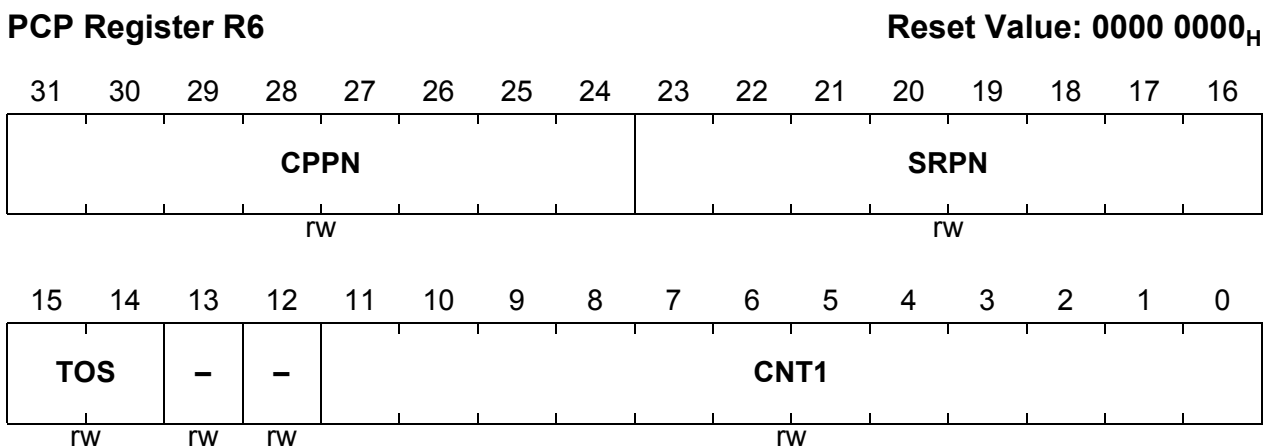 PCP Register R6 Reset Value: 0000 0000H
31 30 29 28 27 26 25 24 23 22 21 20 19 18 17 16
CPPN SRPN
rw rw
15 14 13 12 11 10 9 8 7 6 5 4 3 2 1 0
TOS – – CNT1
rw rw rw rw